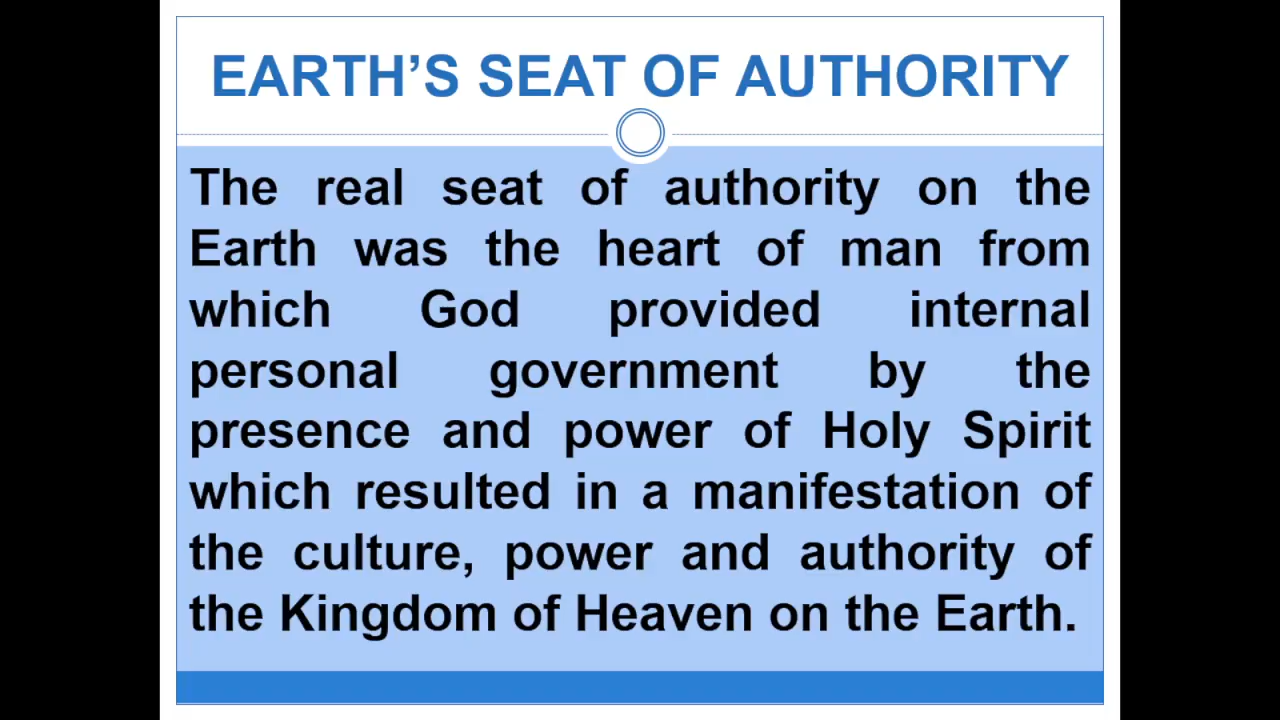 EARTH’S SEAT OF AUTHORITY
The real seat of authority on the
Earth was the heart of man from
which God provided internal
personal government by the
presence and power of Holy Spirit
which resulted in a manifestation of
the culture, power and authority of
the Kingdom of Heaven on the Earth.